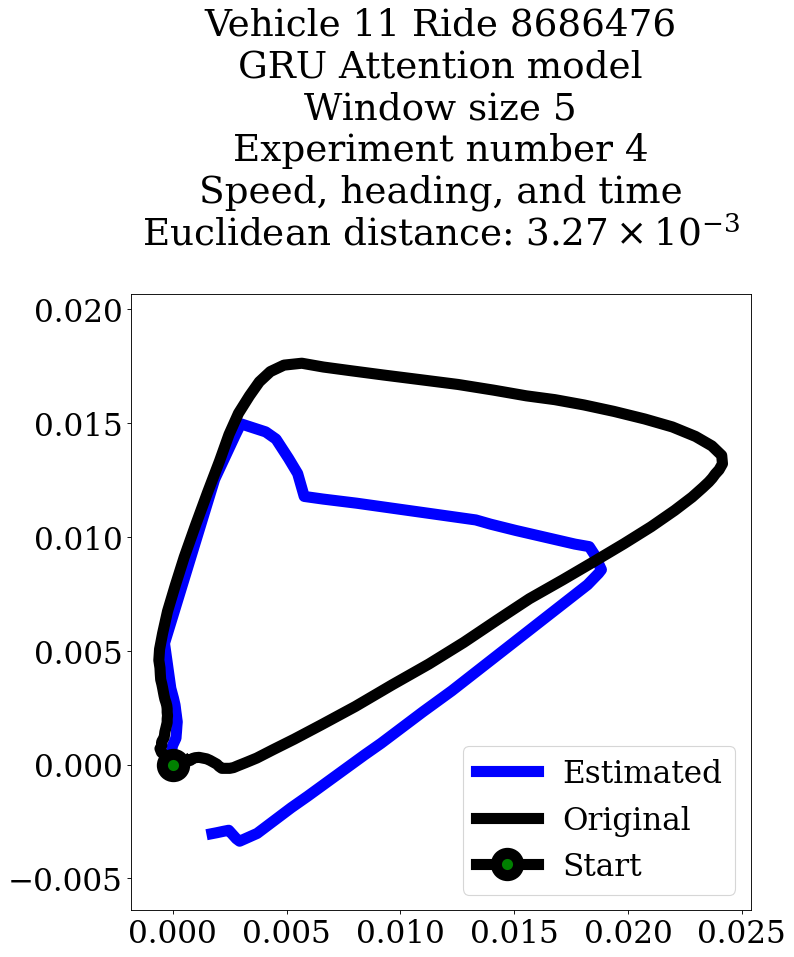 Vehicle 11 Ride 8686476
GRU Attention model
Window size 5
Experiment number 4
Speed, heading, and time
Euclidean distance: 3.27 × 10⁻³
0.020
0.015
0.010
0.005
0.000
−0.005
Estimated
Original
Start
0.000 0.005 0.010 0.015 0.020 0.025